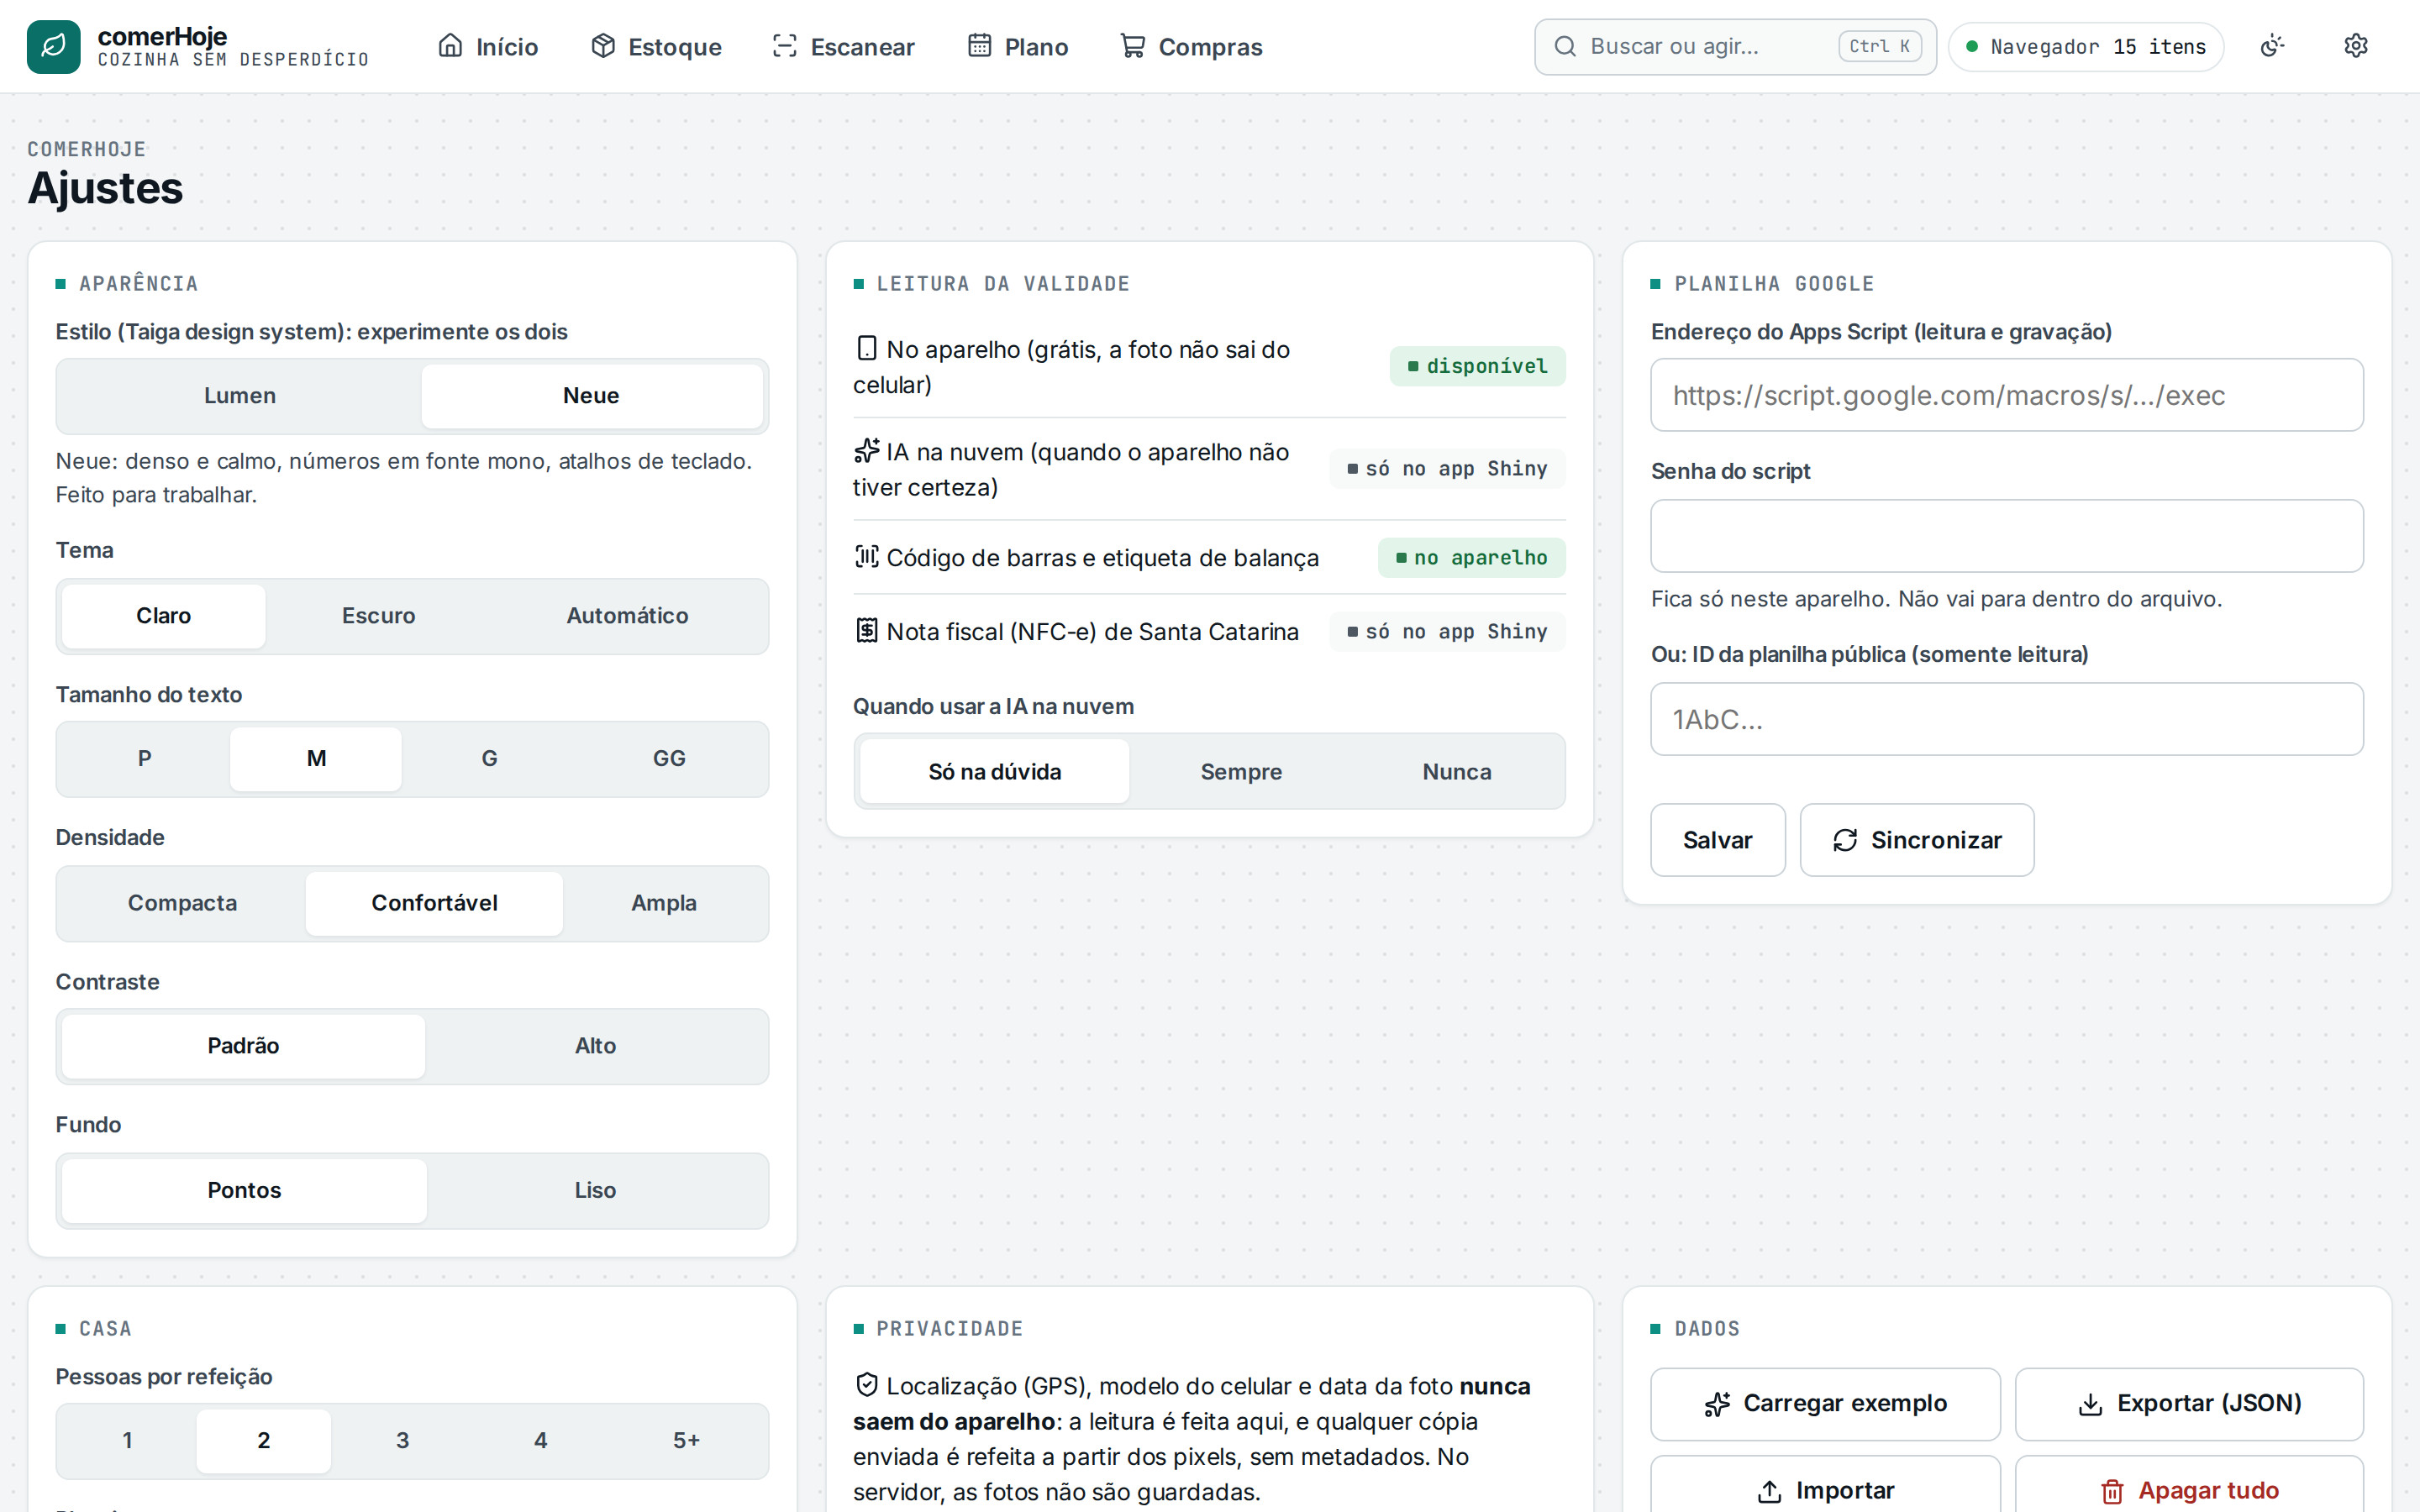 comerHoje
COZINHA SEM DESPERDÍCIO
Início
Estoque
Escanear
Plano
Compras
Buscar ou agir...
Ctrl K
Navegador 15 itens
COMERHOJE
Ajustes
APARÊNCIA
Estilo (Taiga design system): experimente os dois
Lumen
Neue
Neue: denso e calmo, números em fonte mono, atalhos de teclado.
Feito para trabalhar.
Tema
Claro
Escuro
Automático
Tamanho do texto
P
M
G
GG
Densidade
Compacta
Confortável
Ampla
Contraste
Padrão
Alto
Fundo
Pontos
Liso
LEITURA DA VALIDADE
No aparelho (grátis, a foto não sai do
celular)
disponível
IA na nuvem (quando o aparelho não
tiver certeza)
só no app Shiny
Código de barras e etiqueta de balança
no aparelho
Nota fiscal (NFC-e) de Santa Catarina
só no app Shiny
Quando usar a IA na nuvem
Só na dúvida
Sempre
Nunca
PLANILHA GOOGLE
Endereço do Apps Script (leitura e gravação)
https://script.google.com/macros/s/.../exec
Senha do script
Fica só neste aparelho. Não vai para dentro do arquivo.
Ou: ID da planilha pública (somente leitura)
1AbC...
Salvar
Sincronizar
CASA
Pessoas por refeição
1
2
3
4
5+
PRIVACIDADE
Localização (GPS), modelo do celular e data da foto nunca
saem do aparelho: a leitura é feita aqui, e qualquer cópia
enviada é refeita a partir dos pixels, sem metadados. No
servidor, as fotos não são guardadas.
DADOS
Carregar exemplo
Exportar (JSON)
Importar
Apagar tudo